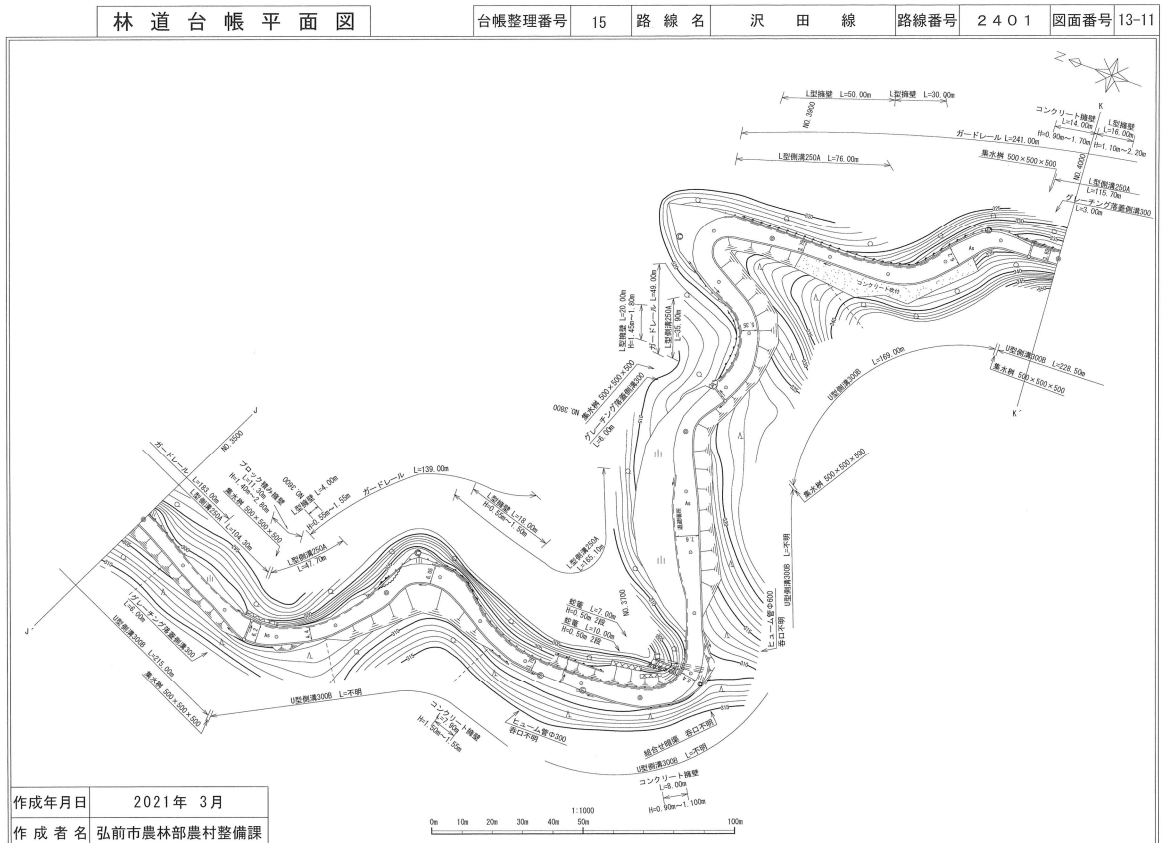 林道台帳平面図
台帳整理番号 15 路線名 沢田線 路線番号 2401 図面番号 13-11
N
K
L型擁壁 L=50.00m
L型擁壁 L=30.00m
NO.3900
コンクリート擁壁
L=14.00m
H=0.90m～1.70m
L型擁壁
L=16.00m
H=1.10m～2.20m
ガードレール L=241.00m
L型側溝250A L=76.00m
集水桝 500×500×500
NO.4000
L型側溝250A
L=115.70m
グレーチング落蓋側溝300
L=3.00m
As
コンクリート吹付
L型擁壁 L=20.00m
H=1.45m～1.80m
ガードレール L=49.00m
L型側溝250A
L=35.90m
集水桝 500×500×500
グレーチング落蓋側溝300
L=6.00m
NO.3800
U型側溝300B L=169.00m
U型側溝300B L=228.50m
集水桝 500×500×500
K'
集水桝 500×500×500
J
NO.3500
ガードレール
L=183.00m
L型側溝250A
L=104.30m
ブロック積み擁壁
L=11.30m
H=1.40m～2.80m
集水桝 500×500×500
NO.3600
L型擁壁 L=4.00m
H=0.55m～1.55m
ガードレール L=139.00m
L型擁壁 L=18.00m
H=0.55m～1.50m
L型側溝250A
L=47.70m
L型側溝250A
L=165.10m
As
退避場所
NO.3700
蛇篭 L=7.00m
H=0.50m 2段
蛇篭 L=10.00m
H=0.50m 2段
ヒューム管Φ600
呑口不明
U型側溝300B L=不明
J'
グレーチング落蓋側溝300
L=6.00m
U型側溝300B
L=215.00m
集水桝 500×500×500
As
U型側溝300B L=不明
コンクリート擁壁
L=7.90m
H=1.50m～1.55m
ヒューム管Φ300
呑口不明
組合せ暗渠 呑口不明
U型側溝300B L=不明
コンクリート擁壁
L=8.00m
H=0.90m～1.100m
作成年月日 2021年 3月
作成者名 弘前市農林部農村整備課
1:1000
0m 10m 20m 30m 40m 50m 100m